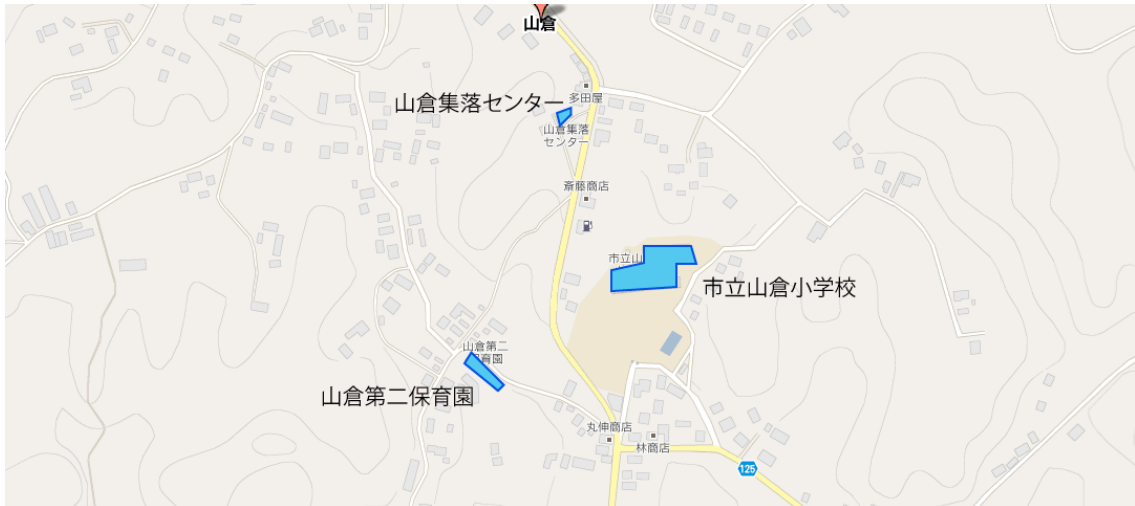 山倉
多田屋
山倉集落センター
山倉集落
センター
斎藤商店
市立山
市立山倉小学校
山倉第二
保育園
山倉第二保育園
丸伸商店
林商店
125